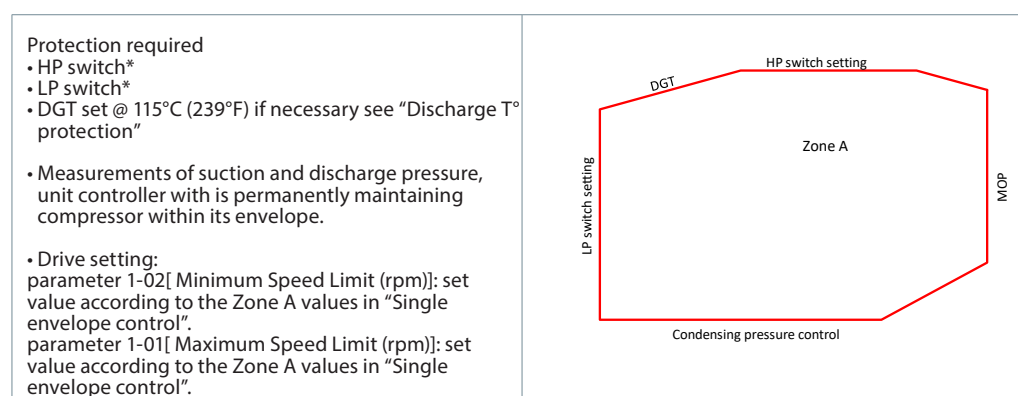 Protection required
• HP switch*
• LP switch*
• DGT set @ 115°C (239°F) if necessary see “Discharge T°
protection”
• Measurements of suction and discharge pressure,
unit controller with is permanently maintaining
compressor within its envelope.
• Drive setting:
parameter 1-02[ Minimum Speed Limit (rpm)]: set
value according to the Zone A values in “Single
envelope control”.
parameter 1-01[ Maximum Speed Limit (rpm)]: set
value according to the Zone A values in “Single
envelope control”.
HP switch setting
DGT
Zone A
LP switch setting
MOP
Condensing pressure control